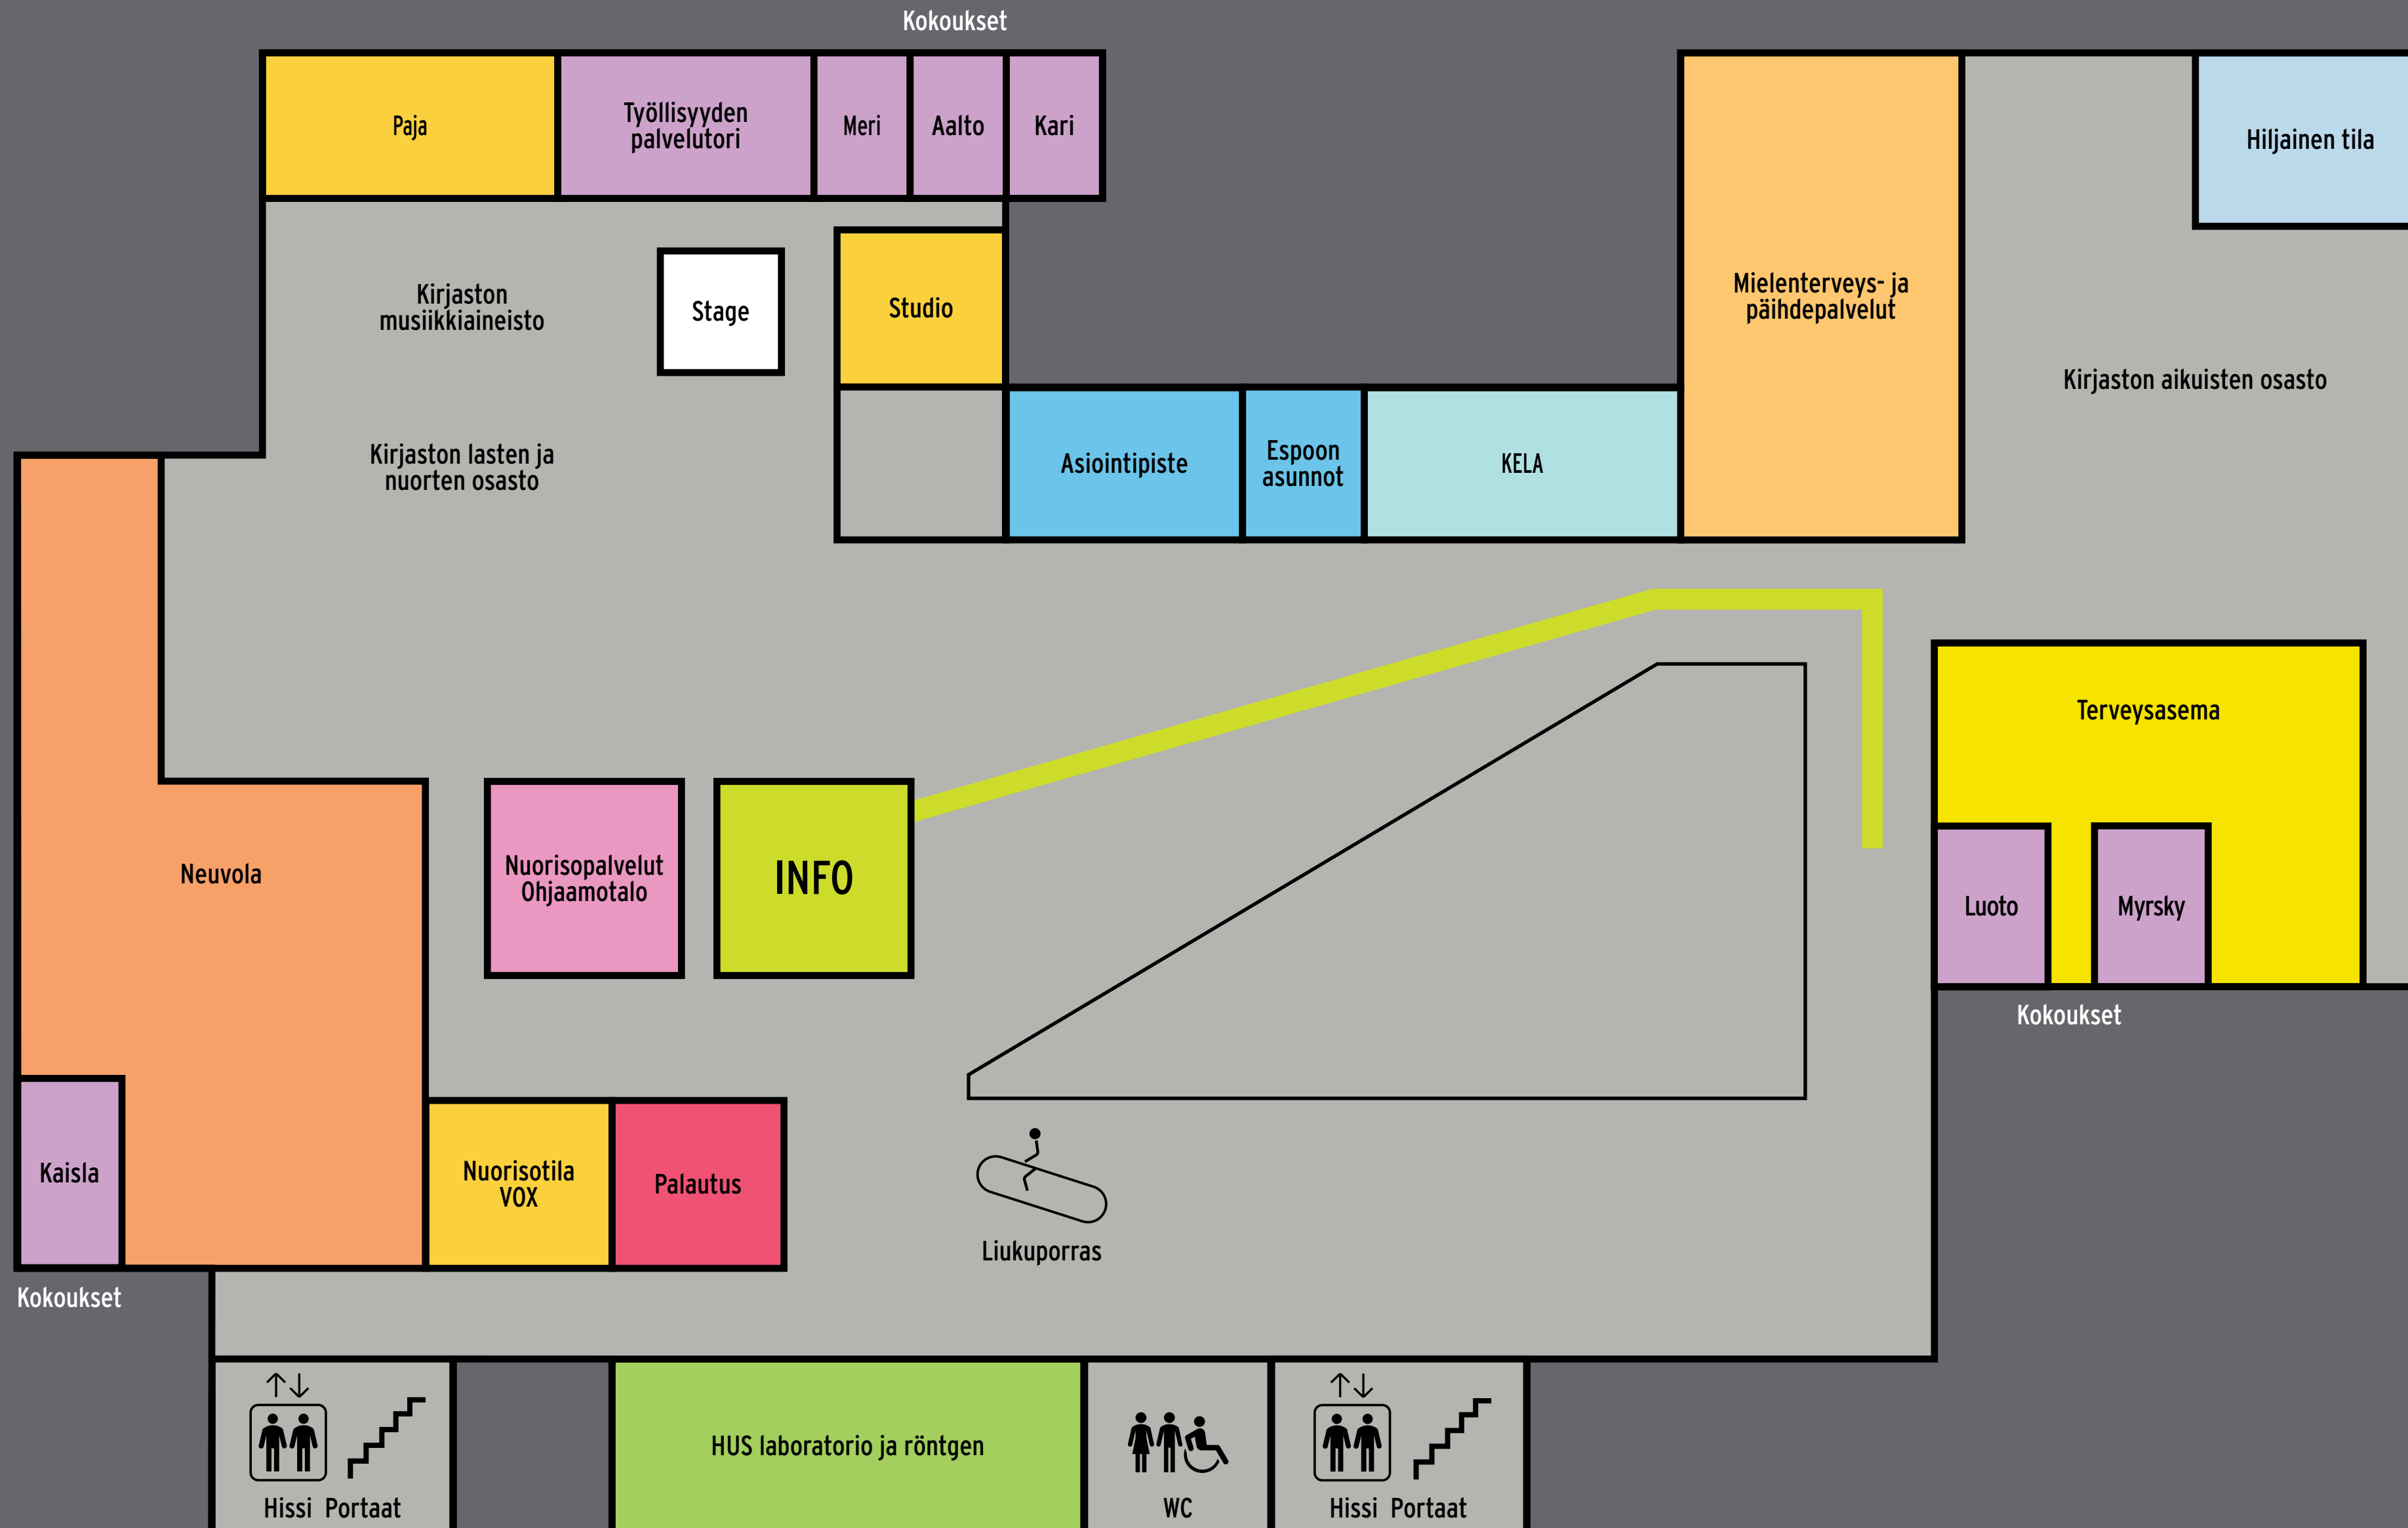 Kokoukset
Paja
Työllisyyden
palvelutori
Meri
Aalto
Kari
Hiljainen tila
Kirjaston
musiikkiaineisto
Stage
Studio
Mielenterveys- ja
päihdepalvelut
Kirjaston aikuisten osasto
Kirjaston lasten ja
nuorten osasto
Asiointipiste
Espoon
asunnot
KELA
Terveysasema
Neuvola
Nuorisopalvelut
Ohjaamotalo
INFO
Luoto
Myrsky
Kokoukset
Kaisla
Nuorisotila
VOX
Palautus
Liukuporras
Kokoukset
HUS laboratorio ja röntgen
Hissi Portaat
WC
Hissi Portaat